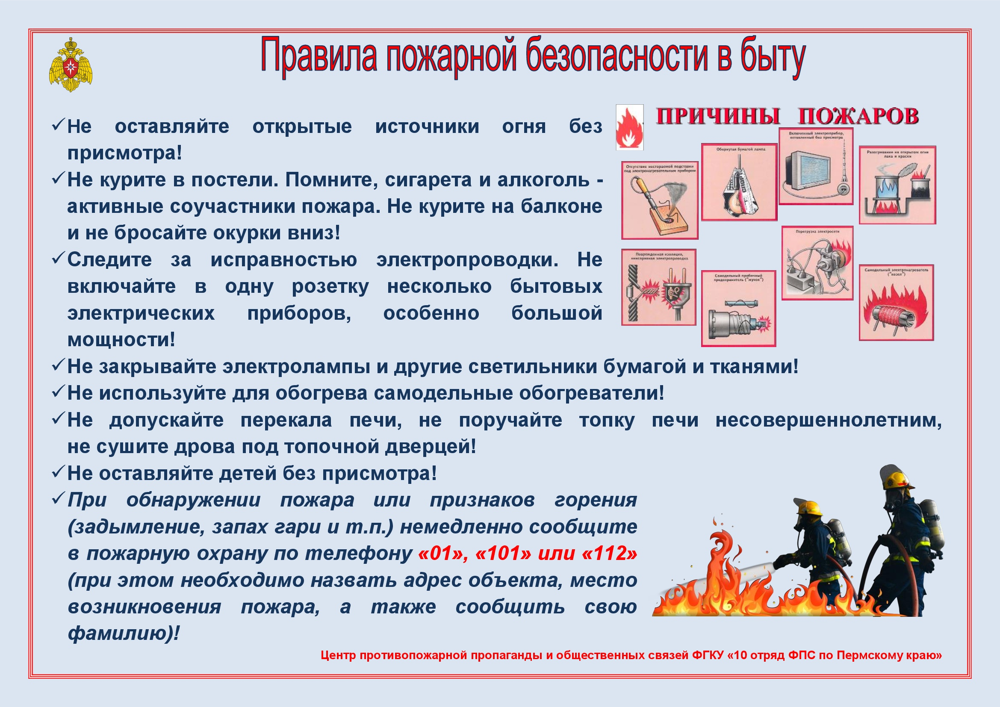 Правила пожарной безопасности в быту
Не оставляйте открытые источники огня без
присмотра!
Не курите в постели. Помните, сигарета и алкоголь -
активные соучастники пожара. Не курите на балконе
и не бросайте окурки вниз!
Следите за исправностью электропроводки. Не
включайте в одну розетку несколько бытовых
электрических приборов, особенно большой
мощности!
ПРИЧИНЫ ПОЖАРОВ
Отсутствие несгораемой подставки
под электронагревательным прибором
Обернутая бумагой лампа
СПОРТ
Включенный электроприбор,
оставленный без присмотра
Разогревание на открытом огне
лака и краски
Поврежденная изоляция,
неисправная электропроводка
Самодельный пробочный
предохранитель ("жучок")
Перегрузка электросети
Самодельный электронагреватель
("козел")
Не закрывайте электролампы и другие светильники бумагой и тканями!
Не используйте для обогрева самодельные обогреватели!
Не допускайте перекала печи, не поручайте топку печи несовершеннолетним,
не сушите дрова под топочной дверцей!
Не оставляйте детей без присмотра!
При обнаружении пожара или признаков горения
(задымление, запах гари и т.п.) немедленно сообщите
в пожарную охрану по телефону «01», «101» или «112»
(при этом необходимо назвать адрес объекта, место
возникновения пожара, а также сообщить свою
фамилию)!
Центр противопожарной пропаганды и общественных связей ФГКУ «10 отряд ФПС по Пермскому краю»